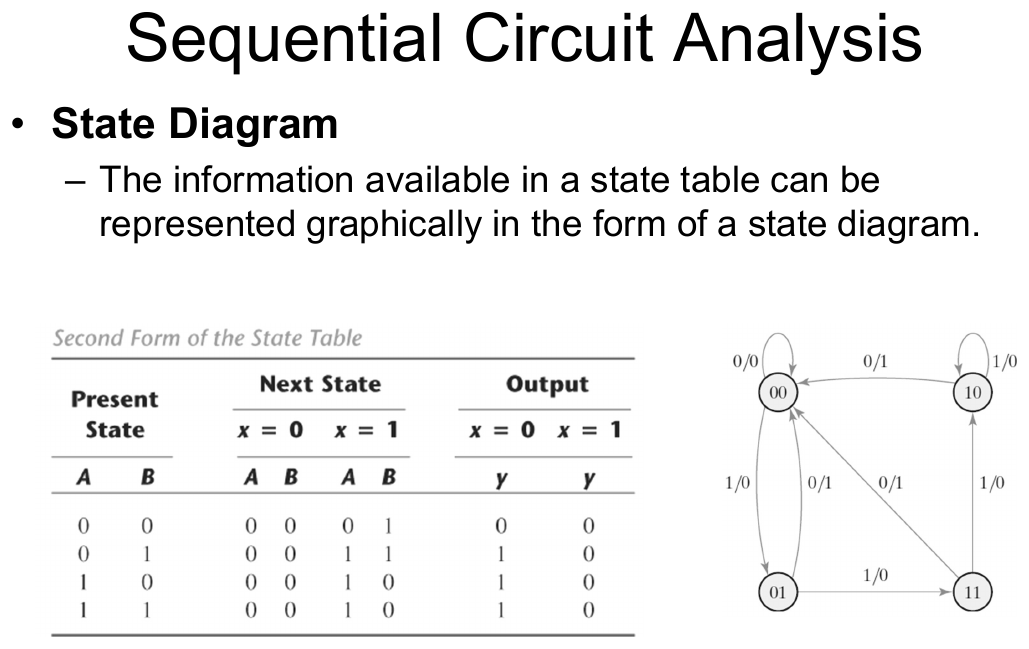 Sequential Circuit Analysis
• State Diagram
– The information available in a state table can be
represented graphically in the form of a state diagram.
Second Form of the State Table
Present State Next State Output
x = 0 x = 1 x = 0 x = 1
A B A B A B y y
0 0 0 0 0 1 0 0
0 1 0 0 1 1 1 0
1 0 0 0 1 0 1 0
1 1 0 0 1 0 1 0
0/0 0/1 1/0
00 10
1/0 0/1 0/1 1/0
1/0
01 11